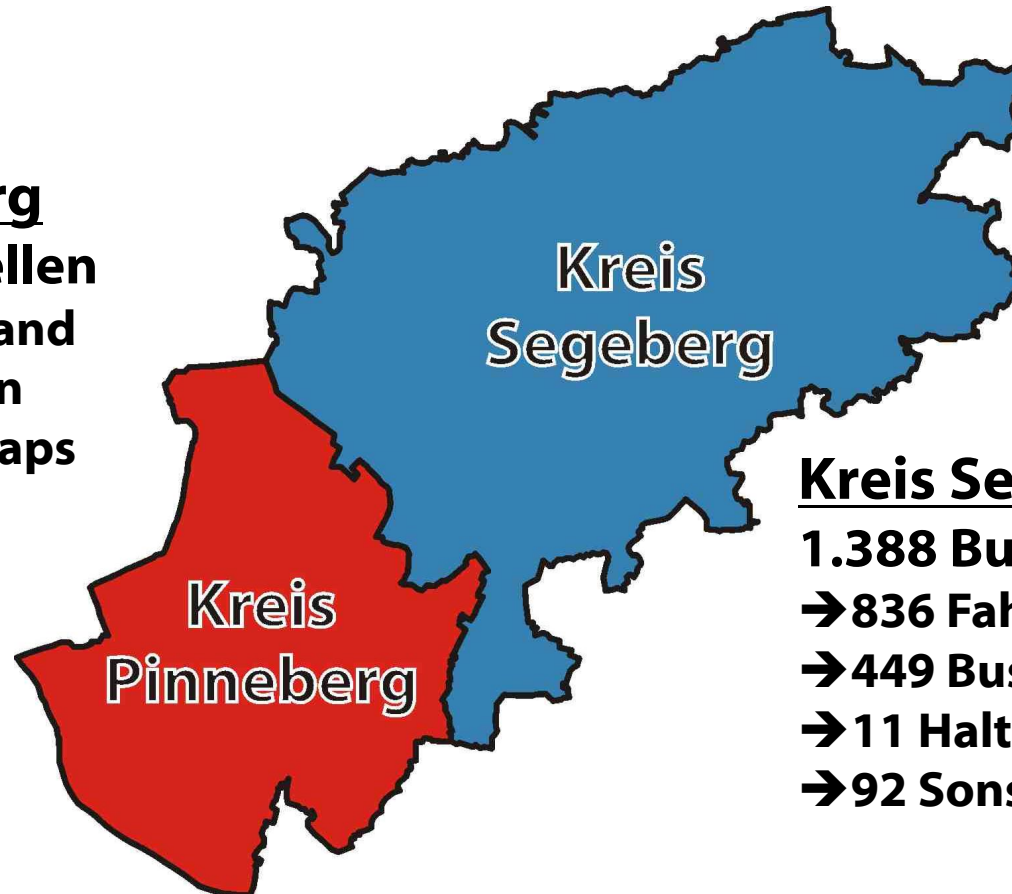 rg
ellen
and
n
aps
Kreis
Segeberg
Kreis
Pinneberg
Kreis Se
1.388 Bu
➔836 Fah
➔449 Bus
➔11 Halt
➔92 Sons